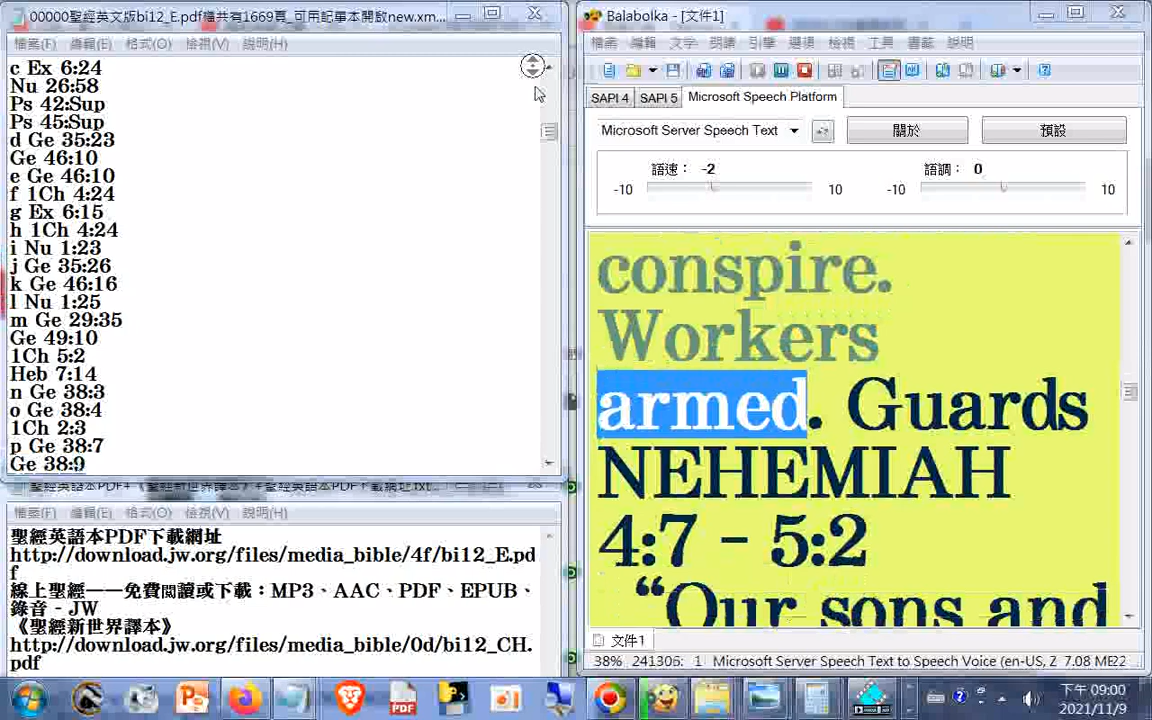 00000聖經英文版bi12_E.pdf檔共有1669頁_可用記事本開啟new.xm...
檔案(F) 編輯(E) 格式(O) 檢視(V) 說明(H)
c Ex 6:24
Nu 26:58
Ps 42:Sup
Ps 45:Sup
d Ge 35:23
Ge 46:10
e Ge 46:10
f 1Ch 4:24
g Ex 6:15
h 1Ch 4:24
i Nu 1:23
j Ge 35:26
k Ge 46:16
l Nu 1:25
m Ge 29:35
Ge 49:10
1Ch 5:2
Heb 7:14
n Ge 38:3
o Ge 38:4
1Ch 2:3
p Ge 38:7
Ge 38:9
檔案(F) 編輯(E) 格式(O) 檢視(V) 說明(H)
聖經英語本PDF下載網址
http://download.jw.org/files/media_bible/4f/bi12_E.pd
f
線上聖經——免費閱讀或下載：MP3、AAC、PDF、EPUB、
錄音 - JW
《聖經新世界譯本》
http://download.jw.org/files/media_bible/0d/bi12_CH.
pdf
Balabolka - [文件1]
檔案 編輯 文字 朗讀 引擎 選項 檢視 工具 書籤 說明
SAPI 4 SAPI 5 Microsoft Speech Platform
Microsoft Server Speech Text 關於 預設
語速： -2 語調： 0
-10 10 -10 10
conspire.
Workers
armed. Guards
NEHEMIAH
4:7 - 5:2
“Our sons and
文件1
38% 241306: 1 Microsoft Server Speech Text to Speech Voice (en-US, Z 7.08 ME22
PDF
下午 09:00
2021/11/9